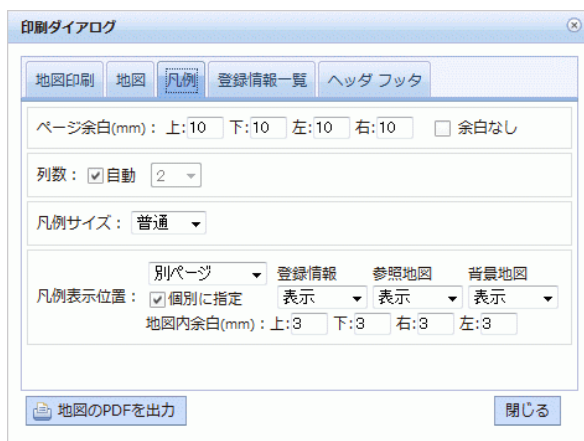 印刷ダイアログ
地図印刷 地図 凡例 登録情報一覧 ヘッダ フッタ
ページ余白(mm)： 上:10 下:10 左:10 右:10 余白なし
列数： 自動 2
凡例サイズ： 普通
別ページ 登録情報 参照地図 背景地図
凡例表示位置： 個別に指定 表示 表示 表示
地図内余白(mm)：上:3 下:3 右:3 左:3
地図のPDFを出力 閉じる